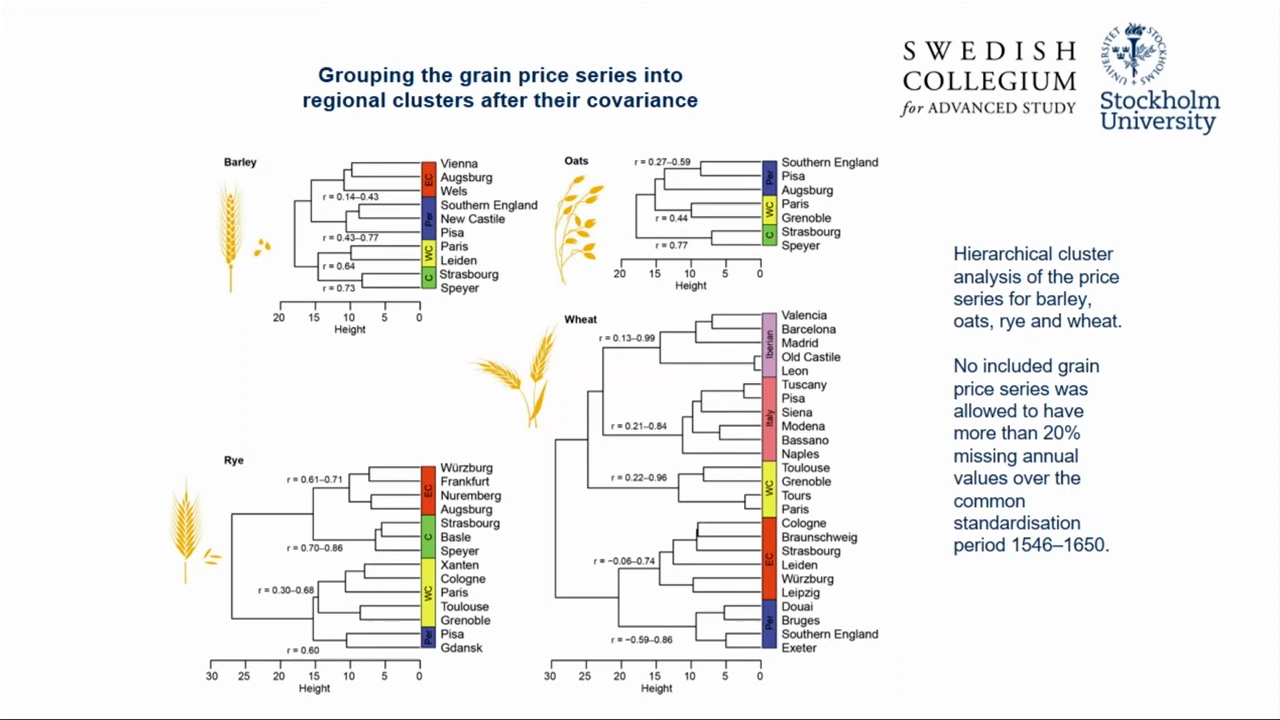 Grouping the grain price series into
regional clusters after their covariance
SWEDISH
COLLEGIUM
for ADVANCED STUDY
Stockholm
University
Barley
Vienna
Augsburg
Wels
Southern England
New Castile
Pisa
Paris
Leiden
Strasbourg
Speyer
EC
Per
WC
C
r = 0.14–0.43
r = 0.43–0.77
r = 0.64
r = 0.73
20 15 10 5 0
Height
Oats
Southern England
Pisa
Augsburg
Paris
Grenoble
Strasbourg
Speyer
Per
WC
C
r = 0.27–0.59
r = 0.44
r = 0.77
20 15 10 5 0
Height
Rye
Würzburg
Frankfurt
Nuremberg
Augsburg
Strasbourg
Basle
Speyer
Xanten
Cologne
Paris
Toulouse
Grenoble
Pisa
Gdansk
EC
C
WC
Per
r = 0.61–0.71
r = 0.70–0.86
r = 0.30–0.68
r = 0.60
30 25 20 15 10 5 0
Height
Wheat
Valencia
Barcelona
Madrid
Old Castile
Leon
Tuscany
Pisa
Siena
Modena
Bassano
Naples
Toulouse
Grenoble
Tours
Paris
Cologne
Braunschweig
Strasbourg
Leiden
Würzburg
Leipzig
Douai
Bruges
Southern England
Exeter
Iberian
Italy
WC
EC
Per
r = 0.13–0.99
r = 0.21–0.84
r = 0.22–0.96
r = −0.06–0.74
r = −0.59–0.86
30 25 20 15 10 5 0
Height
Hierarchical cluster
analysis of the price
series for barley,
oats, rye and wheat.
No included grain
price series was
allowed to have
more than 20%
missing annual
values over the
common
standardisation
period 1546–1650.